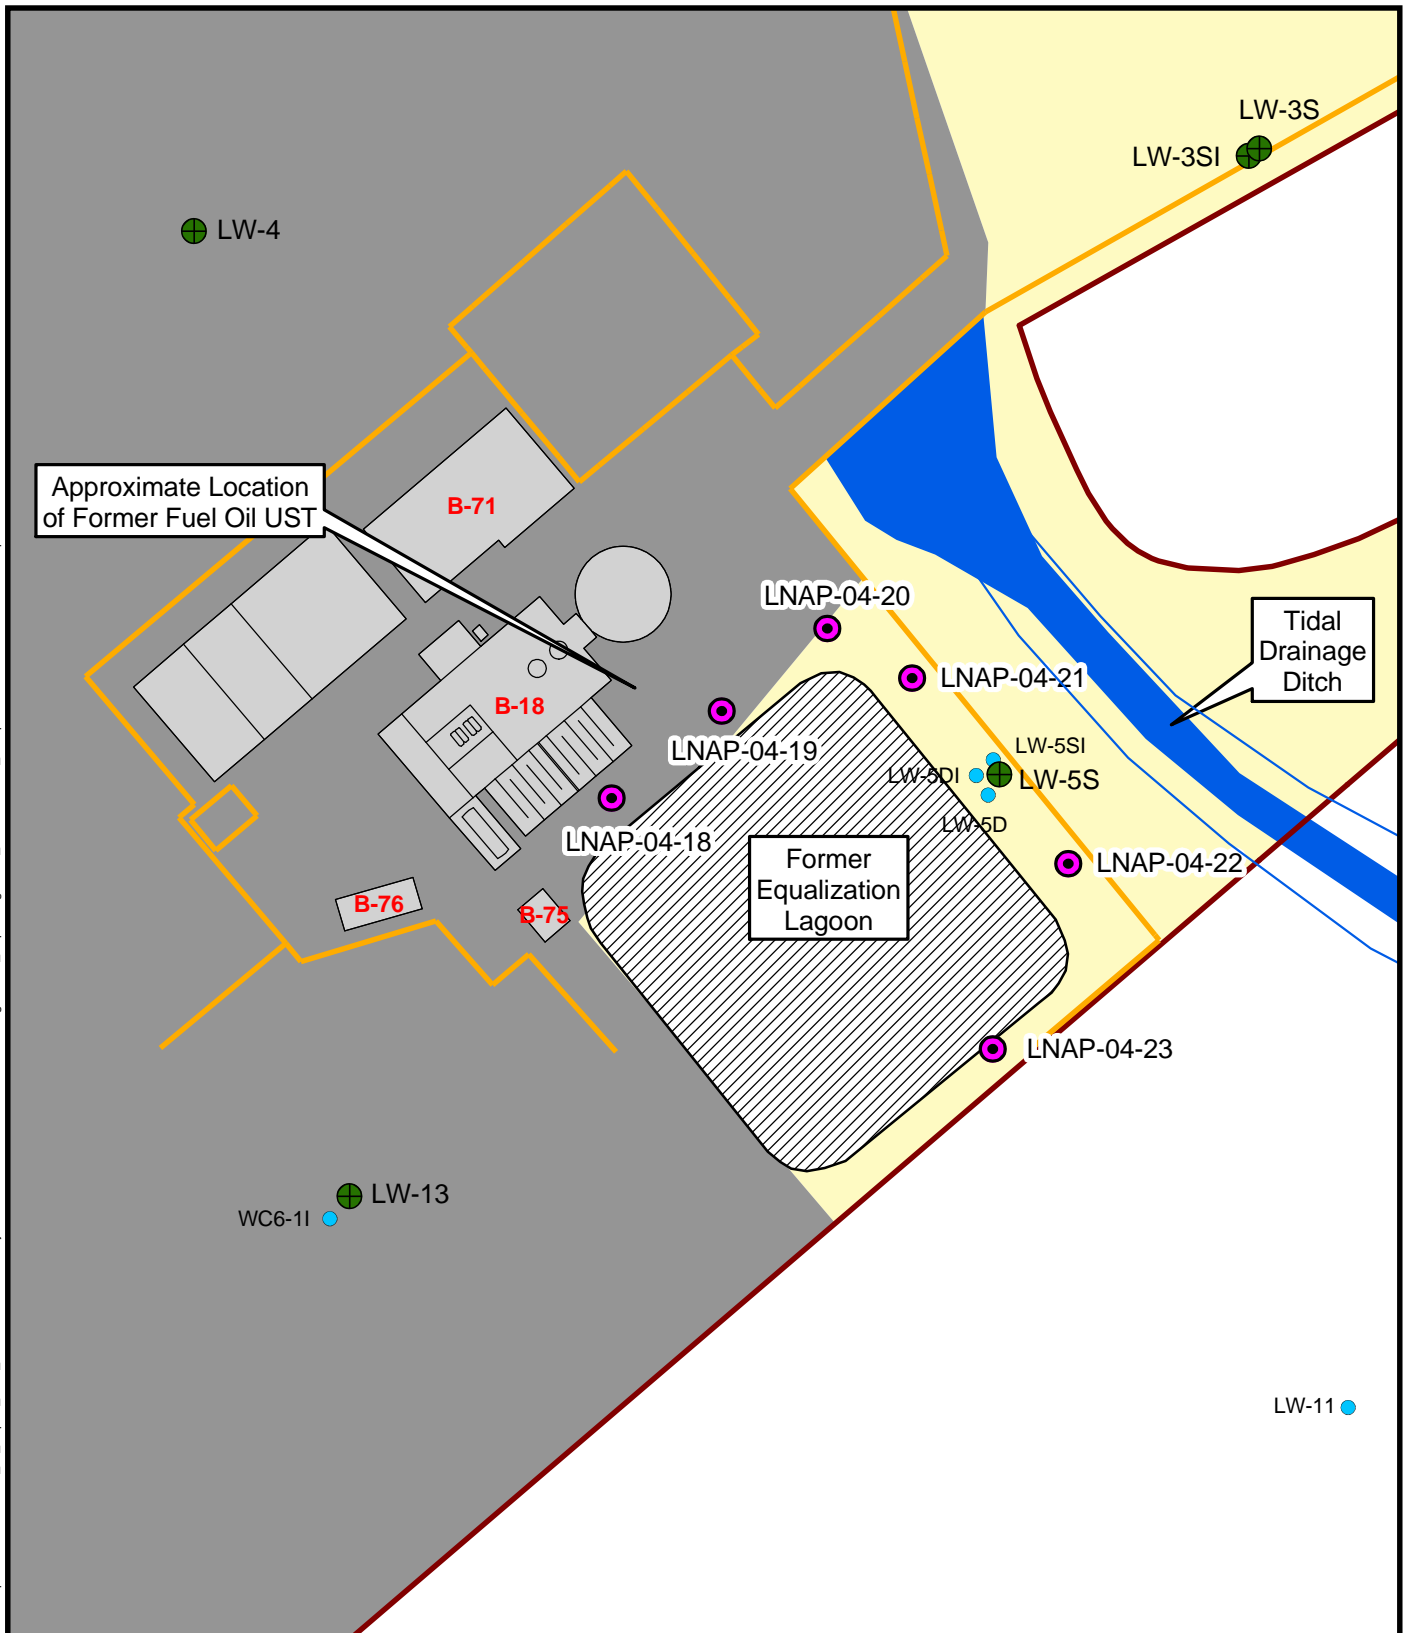 LW-3S
LW-3SI
LW-4
Approximate Location
of Former Fuel Oil UST
B-71
LNAP-04-20
Tidal
Drainage
Ditch
LNAP-04-21
B-18
LNAP-04-19
LW-5SI
LW-5DI
LW-5S
LW-5D
LNAP-04-18
Former
Equalization
Lagoon
LNAP-04-22
B-76
B-75
LNAP-04-23
LW-13
WC6-1I
LW-11